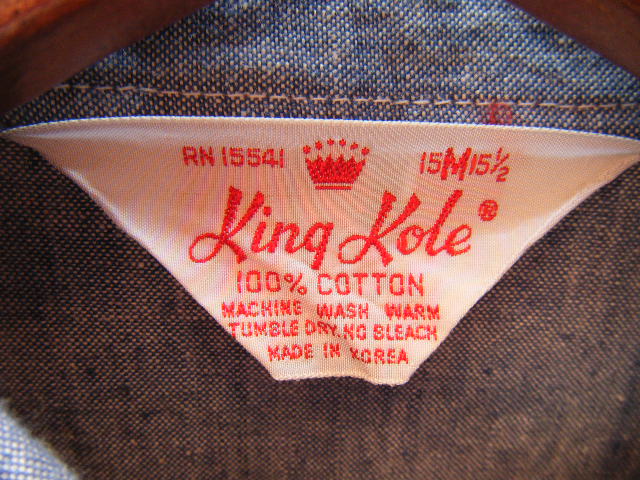 RN 15541 15M15½
King Kole®
100% COTTON
MACHINE WASH WARM
TUMBLE DRY.NO BLEACH
MADE IN KOREA